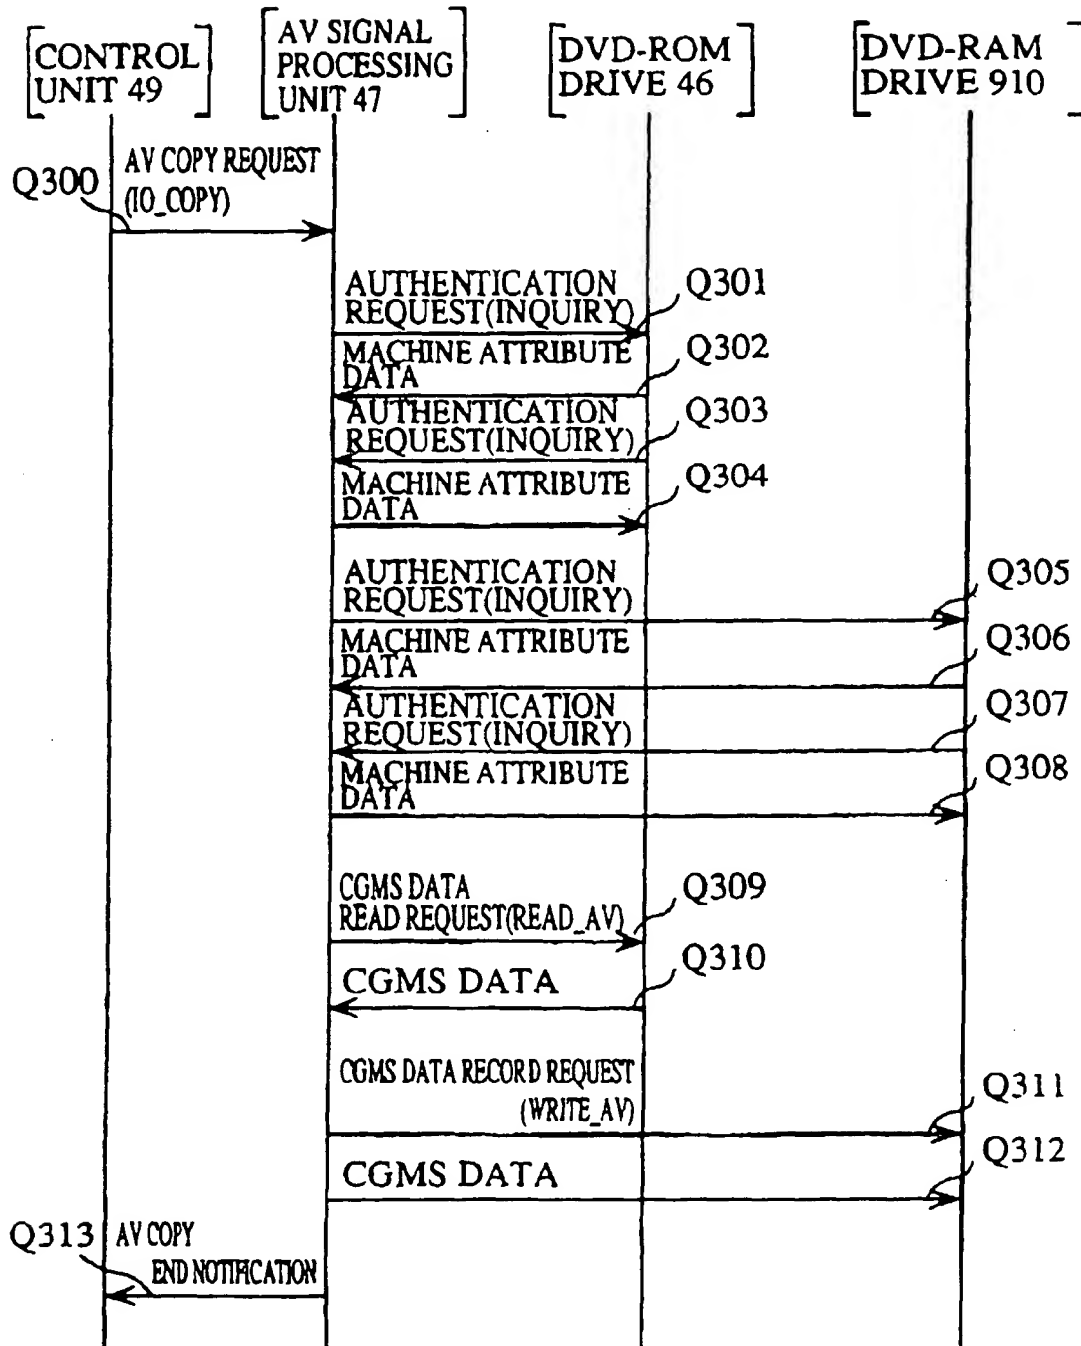 CONTROL
UNIT 49
AV SIGNAL
PROCESSING
UNIT 47
DVD-ROM
DRIVE 46
DVD-RAM
DRIVE 910
Q300
AV COPY REQUEST
(IO_COPY)
AUTHENTICATION
REQUEST(INQUIRY)
Q301
MACHINE ATTRIBUTE
DATA
Q302
AUTHENTICATION
REQUEST(INQUIRY)
Q303
MACHINE ATTRIBUTE
DATA
Q304
AUTHENTICATION
REQUEST(INQUIRY)
Q305
MACHINE ATTRIBUTE
DATA
Q306
AUTHENTICATION
REQUEST(INQUIRY)
Q307
MACHINE ATTRIBUTE
DATA
Q308
CGMS DATA
READ REQUEST(READ_AV)
Q309
CGMS DATA
Q310
CGMS DATA RECORD REQUEST
(WRITE_AV)
Q311
CGMS DATA
Q312
Q313
AV COPY
END NOTIFICATION